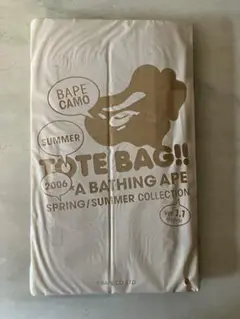 BAPE
CAMO
SUMMER
TOTE BAG!!
2006
A BATHING APE
SPRING/SUMMER COLLECTION